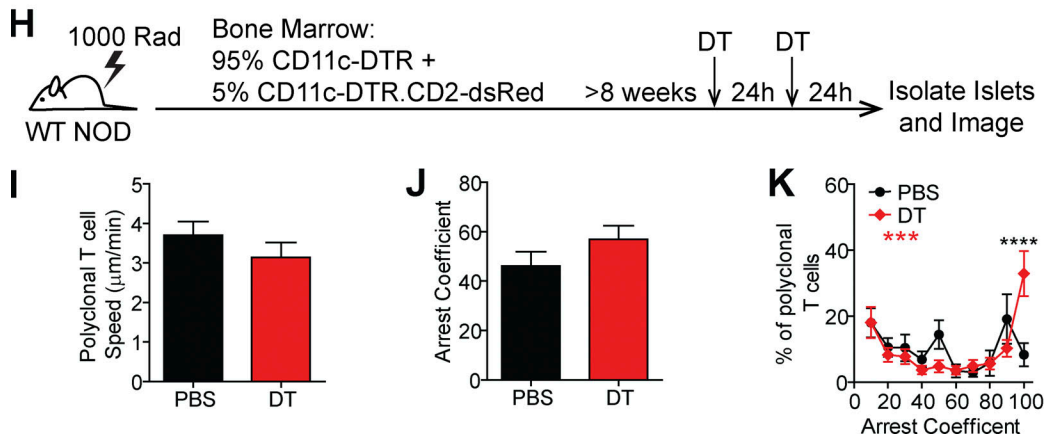 H
1000 Rad
WT NOD
Bone Marrow:
95% CD11c-DTR +
5% CD11c-DTR.CD2-dsRed
>8 weeks
DT
24h
DT
24h
Isolate Islets
and Image
I
Polyclonal T cell
Speed (μm/min)
5
4
3
2
1
0
PBS
DT
J
Arrest Coefficient
80
60
40
20
0
PBS
DT
K
PBS
DT
***
****
% of polyclonal
T cells
60
40
20
0
0 20 40 60 80 100
Arrest Coefficent